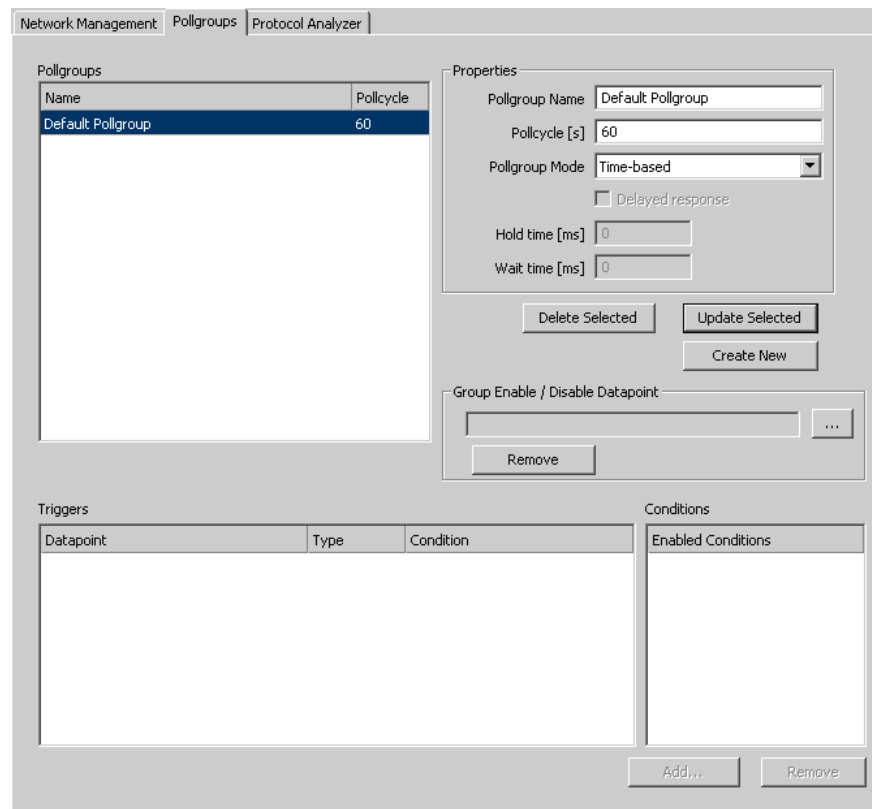 Network Management Pollgroups Protocol Analyzer
Pollgroups
Name Pollcycle
Default Pollgroup 60
Properties
Pollgroup Name Default Pollgroup
Pollcycle [s] 60
Pollgroup Mode Time-based
Delayed response
Hold time [ms] 0
Wait time [ms] 0
Delete Selected Update Selected
Create New
Group Enable / Disable Datapoint
...
Remove
Triggers
Datapoint Type Condition
Conditions
Enabled Conditions
Add... Remove